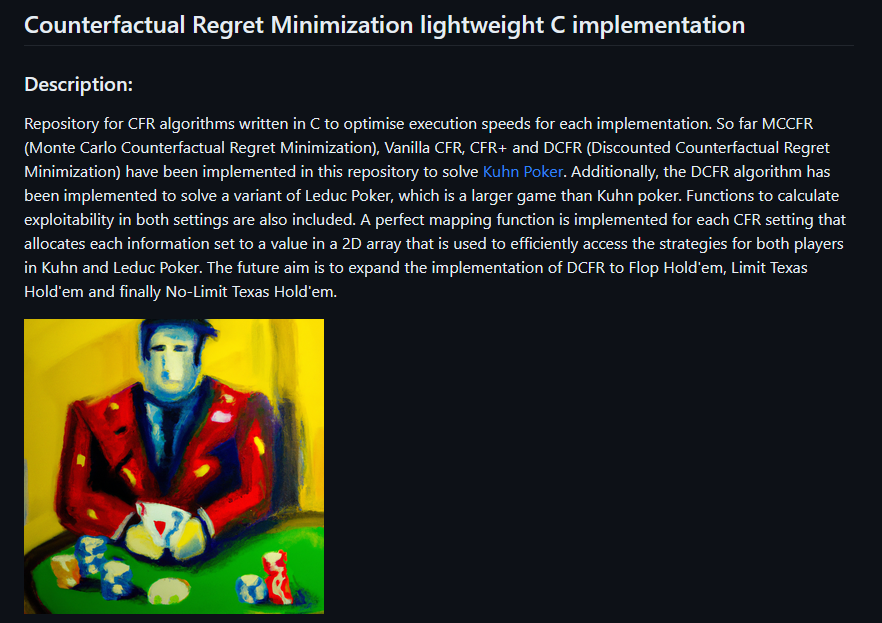 Counterfactual Regret Minimization lightweight C implementation
Description:
Repository for CFR algorithms written in C to optimise execution speeds for each implementation. So far MCCFR
(Monte Carlo Counterfactual Regret Minimization), Vanilla CFR, CFR+ and DCFR (Discounted Counterfactual Regret
Minimization) have been implemented in this repository to solve Kuhn Poker. Additionally, the DCFR algorithm has
been implemented to solve a variant of Leduc Poker, which is a larger game than Kuhn poker. Functions to calculate
exploitability in both settings are also included. A perfect mapping function is implemented for each CFR setting that
allocates each information set to a value in a 2D array that is used to efficiently access the strategies for both players
in Kuhn and Leduc Poker. The future aim is to expand the implementation of DCFR to Flop Hold'em, Limit Texas
Hold'em and finally No-Limit Texas Hold'em.